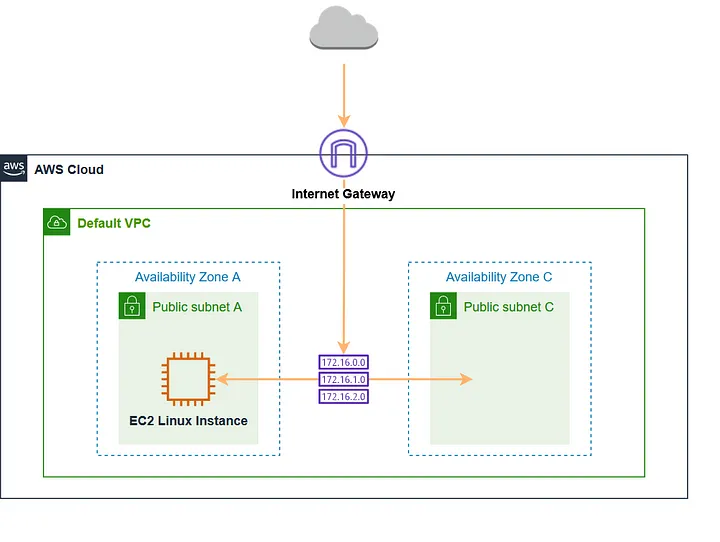 aws
AWS Cloud
Internet Gateway
Default VPC
Availability Zone A
Availability Zone C
Public subnet A
Public subnet C
172.16.0.0
172.16.1.0
172.16.2.0
EC2 Linux Instance